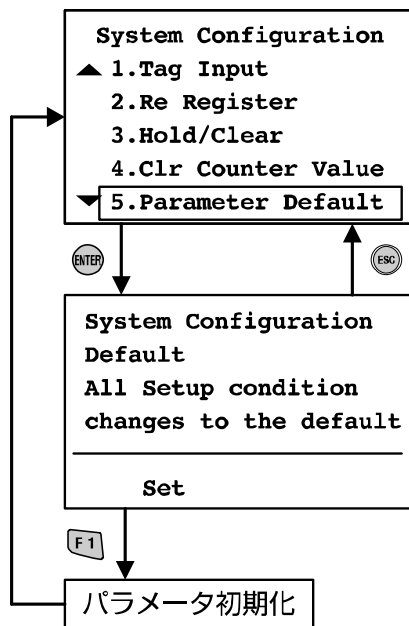 System Configuration
1.Tag Input
2.Re Register
3.Hold/Clear
4.Clr Counter Value
5.Parameter Default
ENTER
ESC
System Configuration
Default
All Setup condition
changes to the default
Set
F1
パラメータ初期化